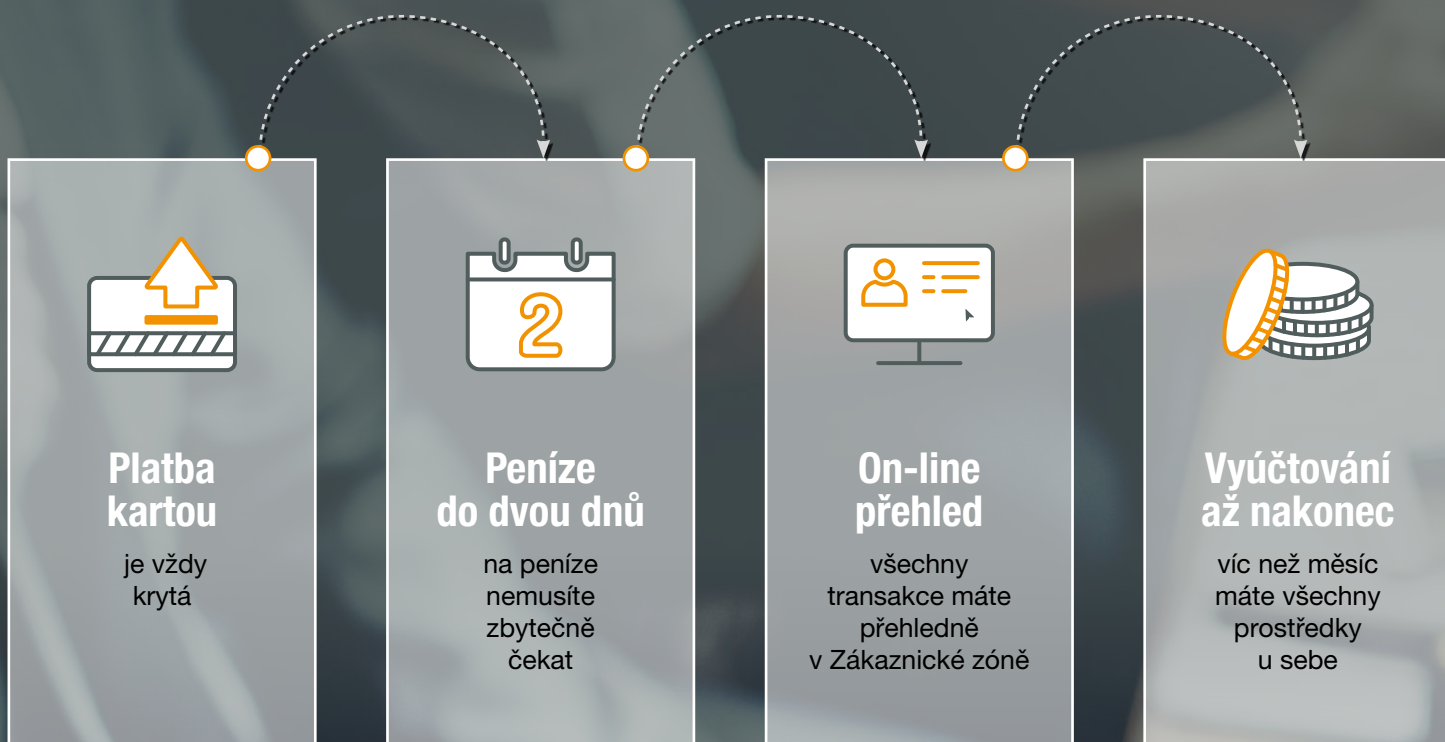 2
Platba
kartou
je vždy
krytá
Peníze
do dvou dnů
na peníze
nemusíte
zbytečně
čekat
On-line
přehled
všechny
transakce máte
přehledně
v Zákaznické zóně
Vyúčtování
až nakonec
víc než měsíc
máte všechny
prostředky
u sebe